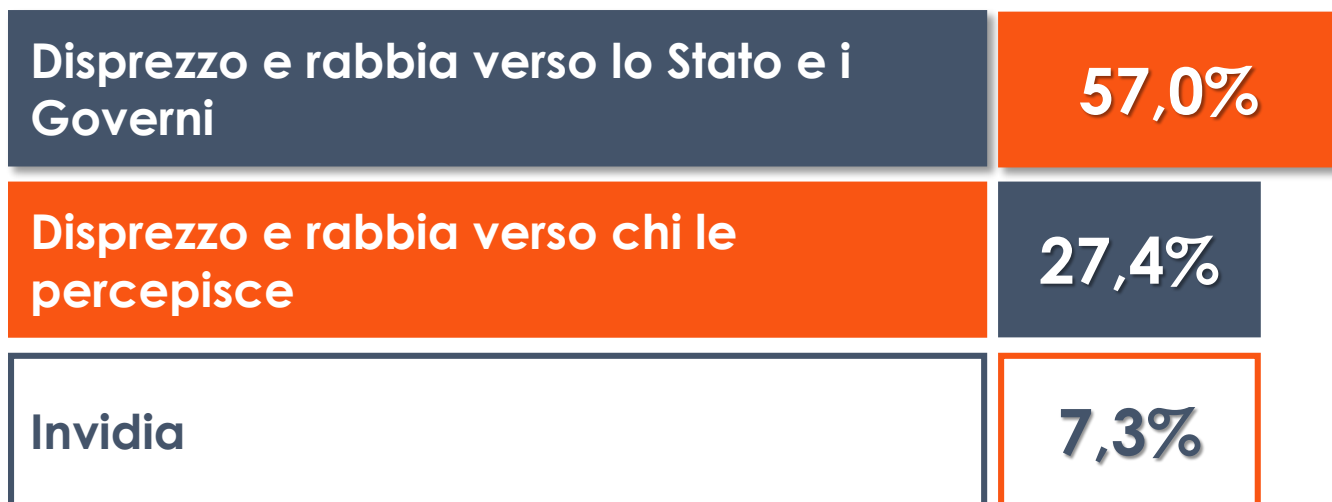 Disprezzo e rabbia verso lo Stato e i
Governi
57,0%
Disprezzo e rabbia verso chi le
percepisce
27,4%
Invidia
7,3%